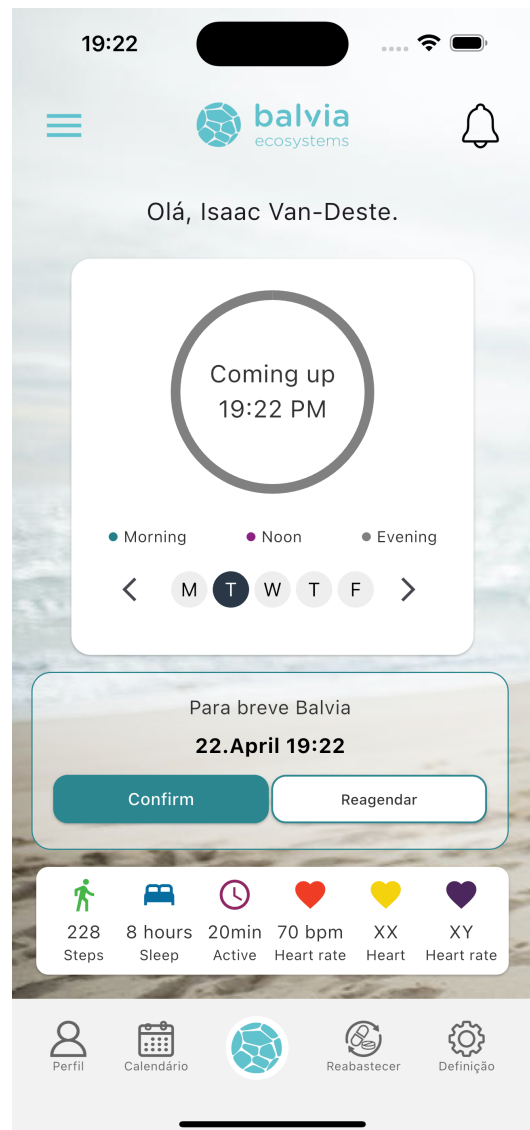 19:22
balvia
ecosystems
Olá, Isaac Van-Deste.
Coming up
19:22 PM
Morning Noon Evening
M T W T F
Para breve Balvia
22.April 19:22
Confirm Reagendar
228 8 hours 20min 70 bpm XX XY
Steps Sleep Active Heart rate Heart Heart rate
Perfil Calendário Reabastecer Definição